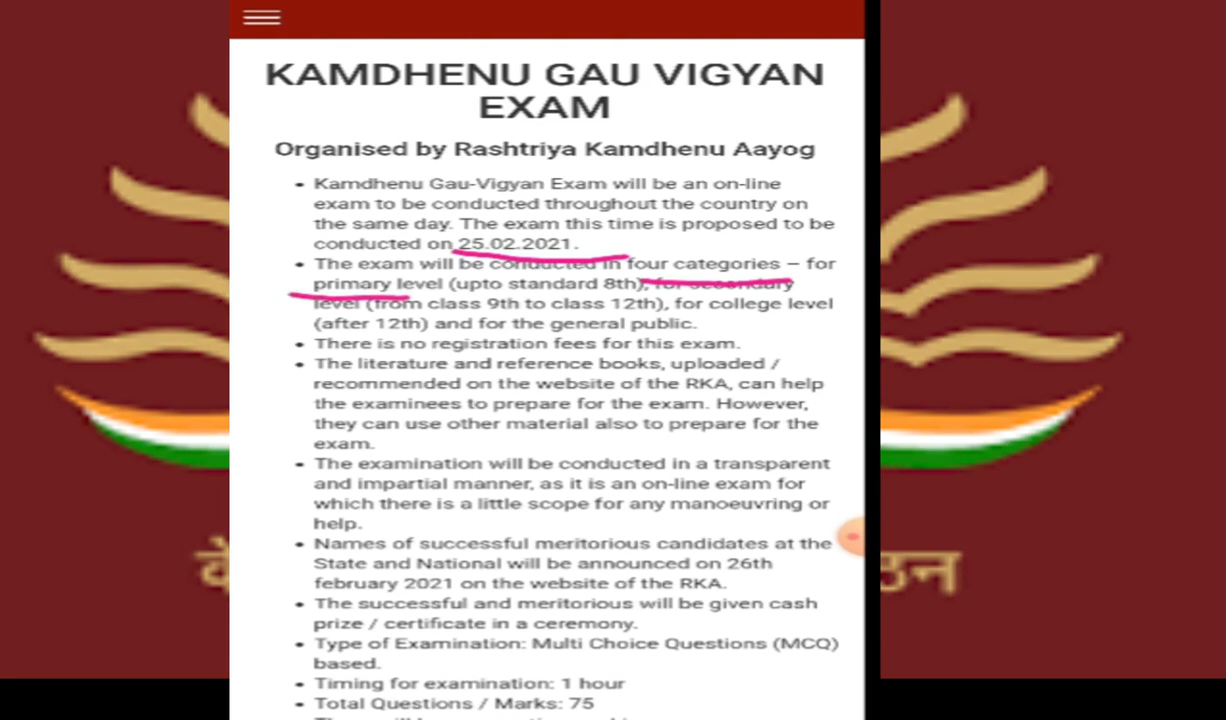 KAMDHENU GAU VIGYAN
EXAM
Organised by Rashtriya Kamdhenu Aayog
• Kamdhenu Gau-Vigyan Exam will be an on-line
exam to be conducted throughout the country on
the same day. The exam this time is proposed to be
conducted on 25.02.2021.
• The exam will be conducted in four categories – for
primary level (upto standard 8th), for secondary
level (from class 9th to class 12th), for college level
(after 12th) and for the general public.
• There is no registration fees for this exam.
• The literature and reference books, uploaded /
recommended on the website of the RKA, can help
the examinees to prepare for the exam. However,
they can use other material also to prepare for the
exam.
• The examination will be conducted in a transparent
and impartial manner, as it is an on-line exam for
which there is a little scope for any manoeuvring or
help.
• Names of successful meritorious candidates at the
State and National will be announced on 26th
february 2021 on the website of the RKA.
• The successful and meritorious will be given cash
prize / certificate in a ceremony.
• Type of Examination: Multi Choice Questions (MCQ)
based.
• Timing for examination: 1 hour
• Total Questions / Marks: 75